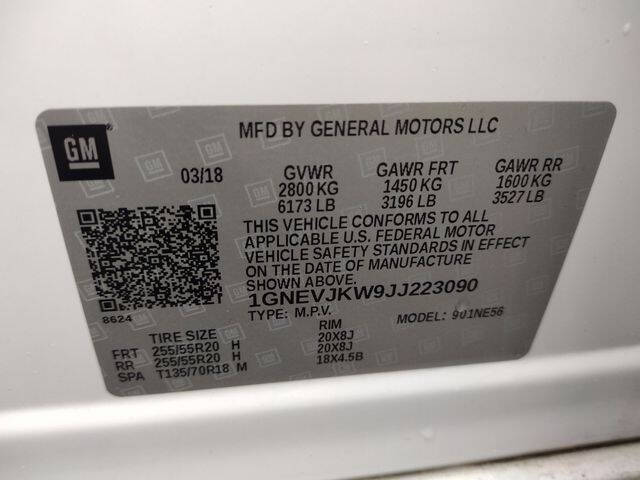 GM
MFD BY GENERAL MOTORS LLC
03/18 GVWR GAWR FRT GAWR RR
2800 KG 1450 KG 1600 KG
6173 LB 3196 LB 3527 LB
THIS VEHICLE CONFORMS TO ALL
APPLICABLE U.S. FEDERAL MOTOR
VEHICLE SAFETY STANDARDS IN EFFECT
ON THE DATE OF MANUFACTURE
SHOWN ABOVE.
8624
1GNEVJKW9JJ223090
TYPE: M.P.V. MODEL: 901NE56
TIRE SIZE RIM
FRT 255/55R20 H 20X8J
RR 255/55R20 H 20X8J
SPA T135/70R18 M 18X4.5B